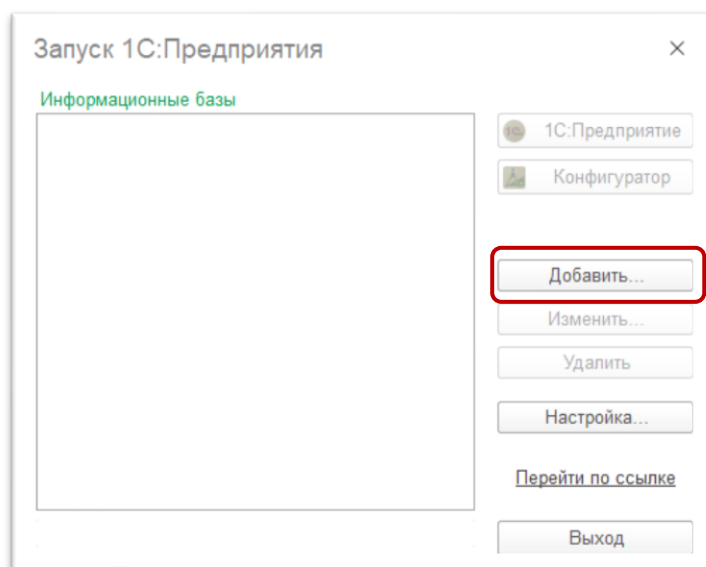 Запуск 1С:Предприятия
Информационные базы
1С:Предприятие
Конфигуратор
Добавить...
Изменить...
Удалить
Настройка...
Перейти по ссылке
Выход